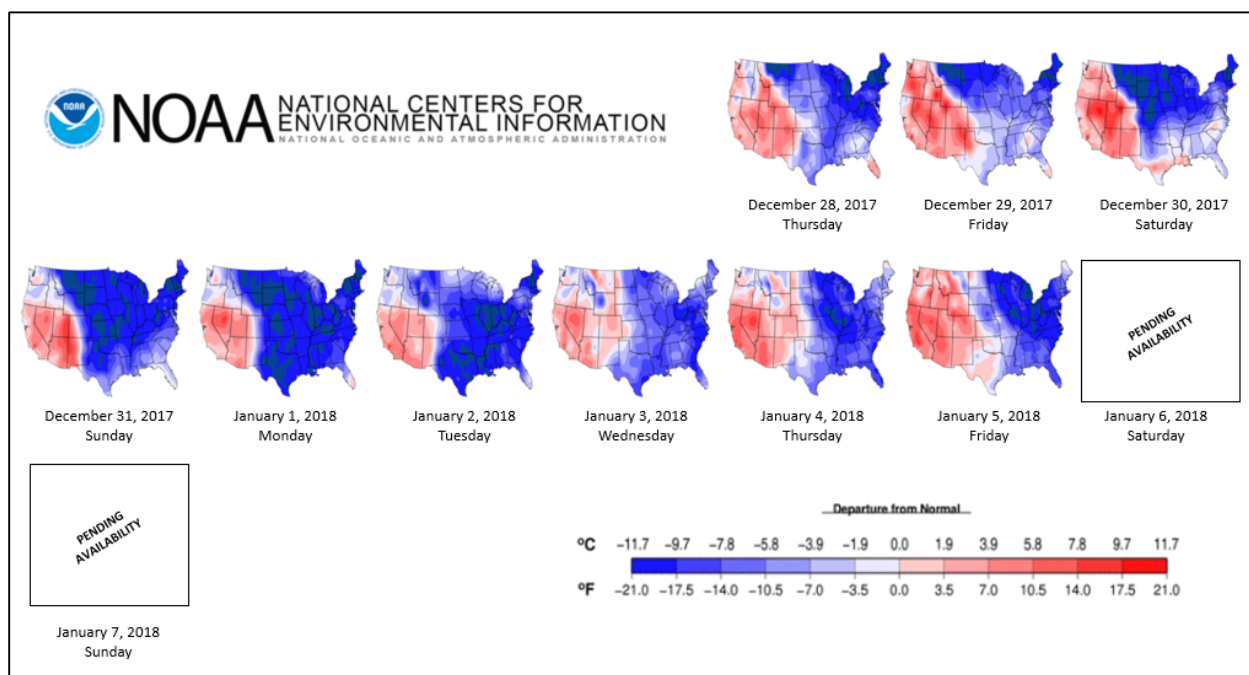 NOAA
NATIONAL CENTERS FOR
ENVIRONMENTAL INFORMATION
NATIONAL OCEANIC AND ATMOSPHERIC ADMINISTRATION
December 28, 2017
Thursday
December 29, 2017
Friday
December 30, 2017
Saturday
December 31, 2017
Sunday
January 1, 2018
Monday
January 2, 2018
Tuesday
January 3, 2018
Wednesday
January 4, 2018
Thursday
January 5, 2018
Friday
PENDING
AVAILABILITY
January 6, 2018
Saturday
PENDING
AVAILABILITY
January 7, 2018
Sunday
Departure from Normal
ºC −11.7 −9.7 −7.8 −5.8 −3.9 −1.9 0.0 1.9 3.9 5.8 7.8 9.7 11.7
ºF −21.0 −17.5 −14.0 −10.5 −7.0 −3.5 0.0 3.5 7.0 10.5 14.0 17.5 21.0